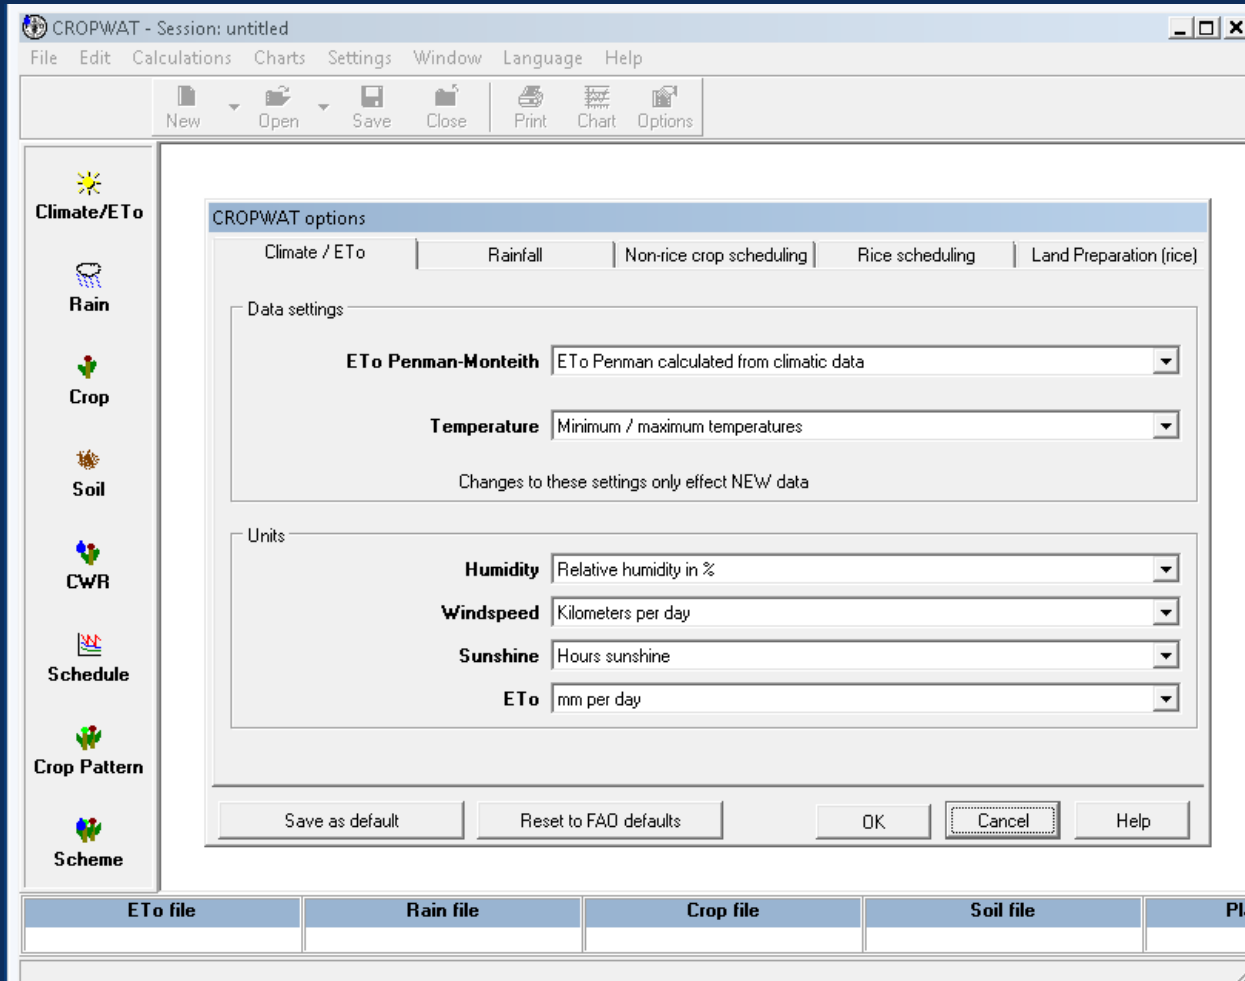 CROPWAT - Session: untitled
File Edit Calculations Charts Settings Window Language Help
New Open Save Close Print Chart Options
Climate/ETo
Rain
Crop
Soil
CWR
Schedule
Crop Pattern
Scheme
CROPWAT options
Climate / ETo Rainfall Non-rice crop scheduling Rice scheduling Land Preparation (rice)
Data settings
ETo Penman-Monteith ETo Penman calculated from climatic data
Temperature Minimum / maximum temperatures
Changes to these settings only effect NEW data
Units
Humidity Relative humidity in %
Windspeed Kilometers per day
Sunshine Hours sunshine
ETo mm per day
Save as default Reset to FAO defaults OK Cancel Help
ETo file Rain file Crop file Soil file